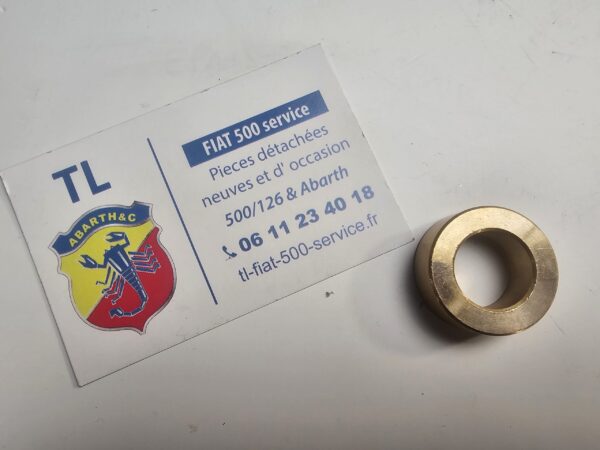 TL
ABARTH&C
FIAT 500 service
Pieces détachées
neuves et d' occasion
500/126 & Abarth
06 11 23 40 18
tl-fiat-500-service.fr